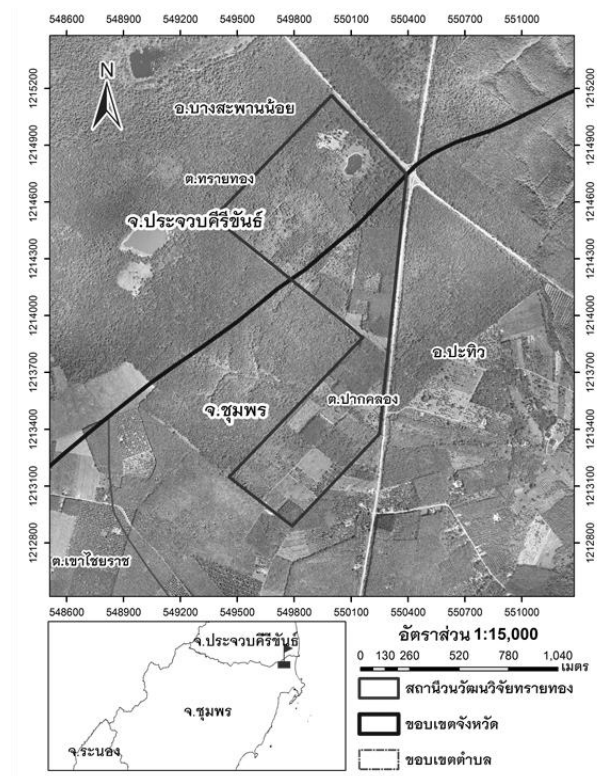 548600 548900 549200 549500 549800 550100 550400 550700 551000
1215200
1214900
1214600
1214300
1214000
1213700
1213400
1213100
1212800
N
อ.บางสะพานน้อย
ต.ทรายทอง
จ.ประจวบคีรีขันธ์
อ.ปะทิว
ต.ปากคลอง
จ.ชุมพร
ต.เขาไชยราช
1215200
1214900
1214600
1214300
1214000
1213700
1213400
1213100
1212800
548600 548900 549200 549500 549800 550100 550400 550700 551000
จ.ประจวบคีรีขันธ์
จ.ชุมพร
จ.ระนอง
อัตราส่วน 1:15,000
0 130 260 520 780 1,040
เมตร
สถานีวนวัฒนวิจัยทรายทอง
ขอบเขตจังหวัด
ขอบเขตตำบล